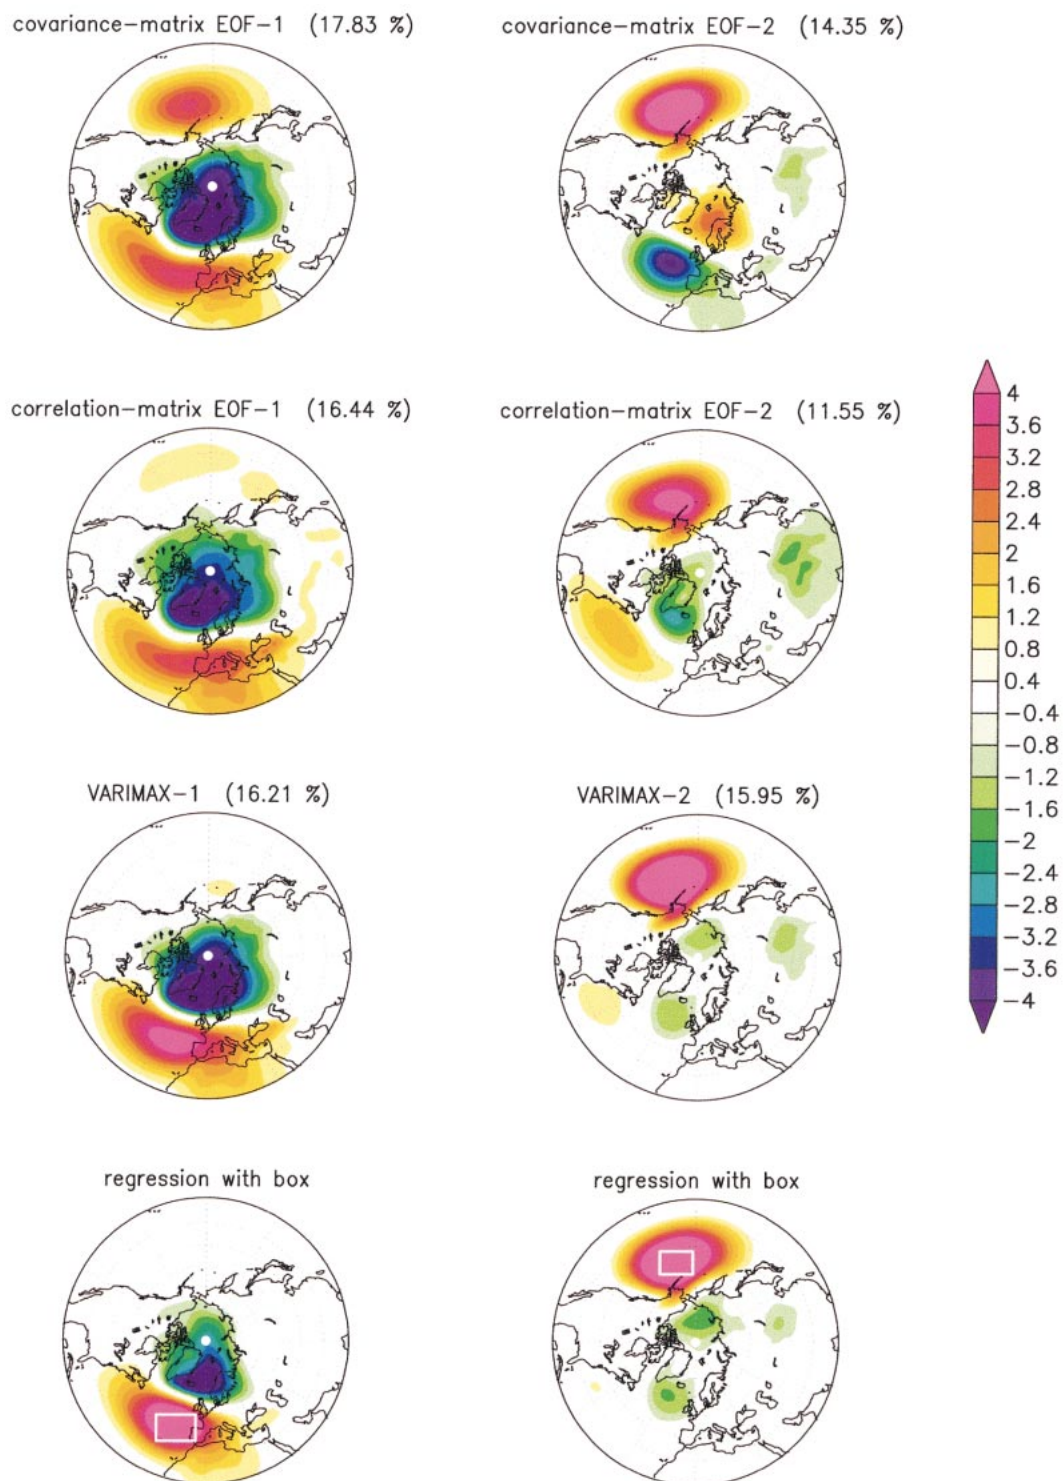 covariance-matrix EOF-1 (17.83 %)
covariance-matrix EOF-2 (14.35 %)
correlation-matrix EOF-1 (16.44 %)
correlation-matrix EOF-2 (11.55 %)
VARIMAX-1 (16.21 %)
VARIMAX-2 (15.95 %)
regression with box
regression with box
4
3.6
3.2
2.8
2.4
2
1.6
1.2
0.8
0.4
-0.4
-0.8
-1.2
-1.6
-2
-2.4
-2.8
-3.2
-3.6
-4